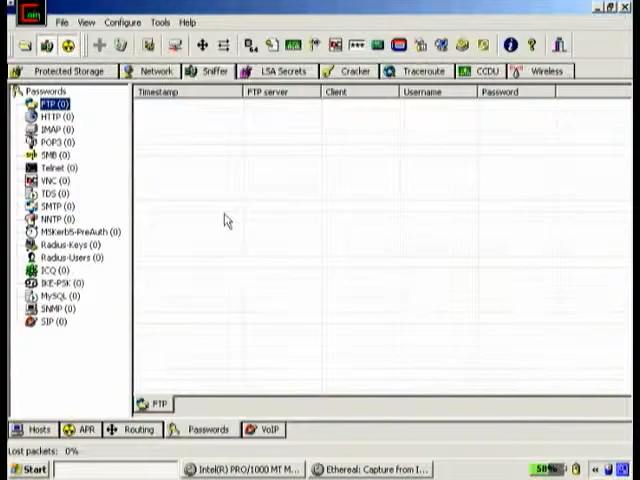 Cain
File View Configure Tools Help
Protected Storage Network Sniffer LSA Secrets Cracker Traceroute CCDU Wireless
Passwords
FTP (0)
HTTP (0)
IMAP (0)
POP3 (0)
SMB (0)
Telnet (0)
VNC (0)
TDS (0)
SMTP (0)
NNTP (0)
MSKerb5-PreAuth (0)
Radius-Keys (0)
Radius-Users (0)
ICQ (0)
IKE-PSK (0)
MySQL (0)
SNMP (0)
SIP (0)
Timestamp FTP server Client Username Password
FTP
Hosts APR Routing Passwords VoIP
Lost packets: 0%
Start Intel(R) PRO/1000 MT M... Ethereal: Capture from I... 58% «